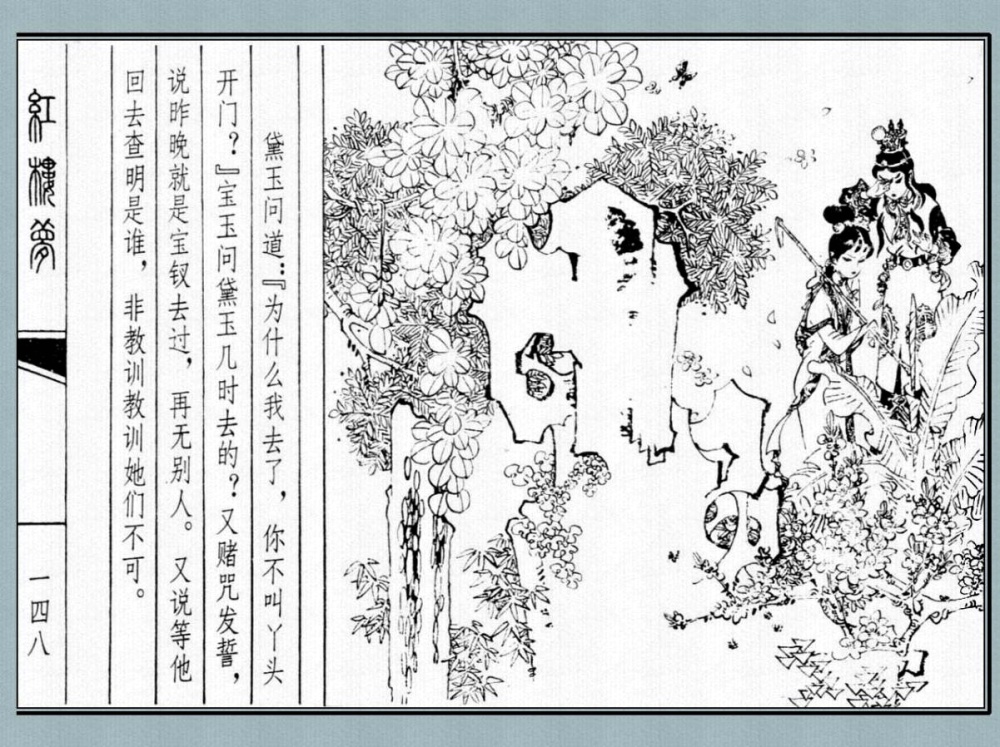 黛玉问道：『为什么我去了，你不叫丫头
开门？』宝玉问黛玉几时去的？又赌咒发誓，
说昨晚就是宝钗去过，再无别人。又说等他
回去查明是谁，非教训教训她们不可。
紅樓夢
一四八